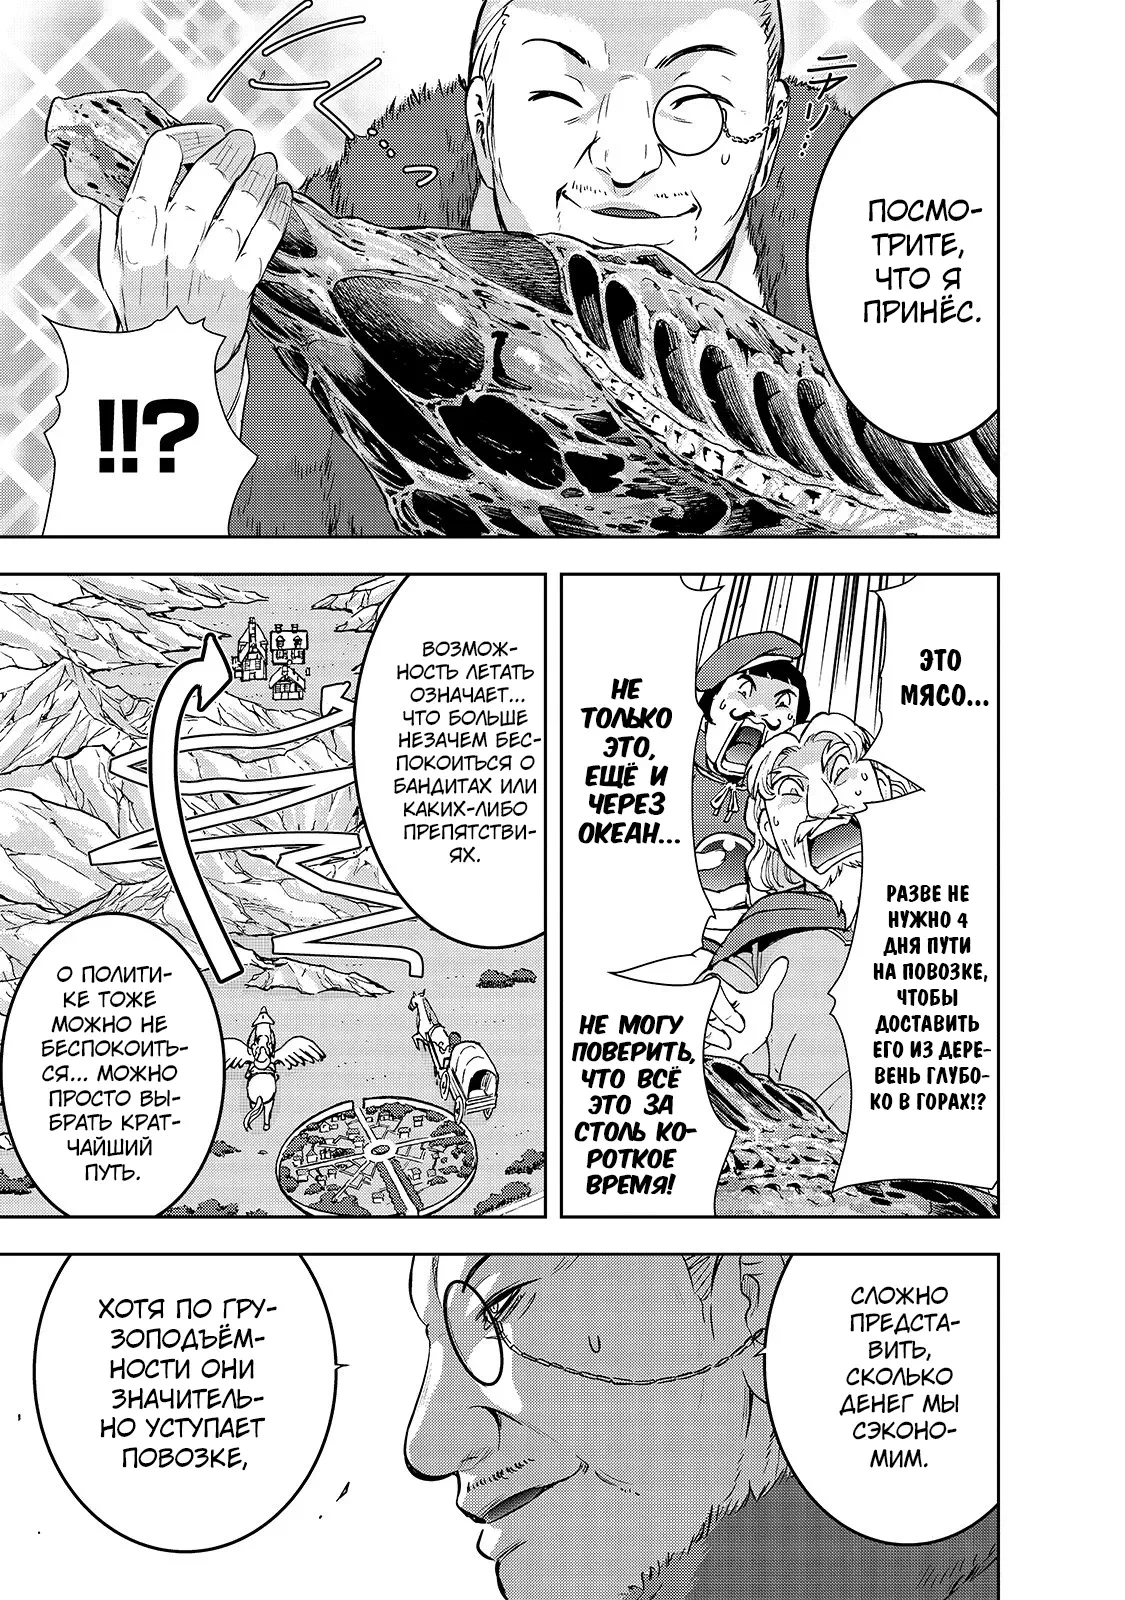 ПОСМО-
ТРИТЕ,
ЧТО Я
ПРИНЁС.
!!?
ЭТО
МЯСО...
РАЗВЕ НЕ
НУЖНО 4
ДНЯ ПУТИ
НА ПОВОЗКЕ,
ЧТОБЫ
ДОСТАВИТЬ
ЕГО ИЗ ДЕРЕ-
ВЕНЬ ГЛУБО-
КО В ГОРАХ!?
НЕ
ТОЛЬКО
ЭТО,
ЕЩЁ И
ЧЕРЕЗ
ОКЕАН...
НЕ МОГУ
ПОВЕРИТЬ,
ЧТО ВСЁ
ЭТО ЗА
СТОЛЬ КО-
РОТКОЕ
ВРЕМЯ!
ВОЗМОЖ-
НОСТЬ ЛЕТАТЬ
ОЗНАЧАЕТ...
ЧТО БОЛЬШЕ
НЕЗАЧЕМ БЕС-
ПОКОИТЬСЯ О
БАНДИТАХ ИЛИ
КАКИХ-ЛИБО
ПРЕПЯТСТВИ-
ЯХ.
О ПОЛИТИ-
КЕ ТОЖЕ
МОЖНО НЕ
БЕСПОКОИТЬ-
СЯ... МОЖНО
ПРОСТО ВЫ-
БРАТЬ КРАТ-
ЧАЙШИЙ
ПУТЬ.
СЛОЖНО
ПРЕДСТА-
ВИТЬ,
СКОЛЬКО
ДЕНЕГ МЫ
СЭКОНО-
МИМ.
ХОТЯ ПО ГРУ-
ЗОПОДЪЁМ-
НОСТИ ОНИ
ЗНАЧИТЕЛЬ-
НО УСТУПАЕТ
ПОВОЗКЕ,